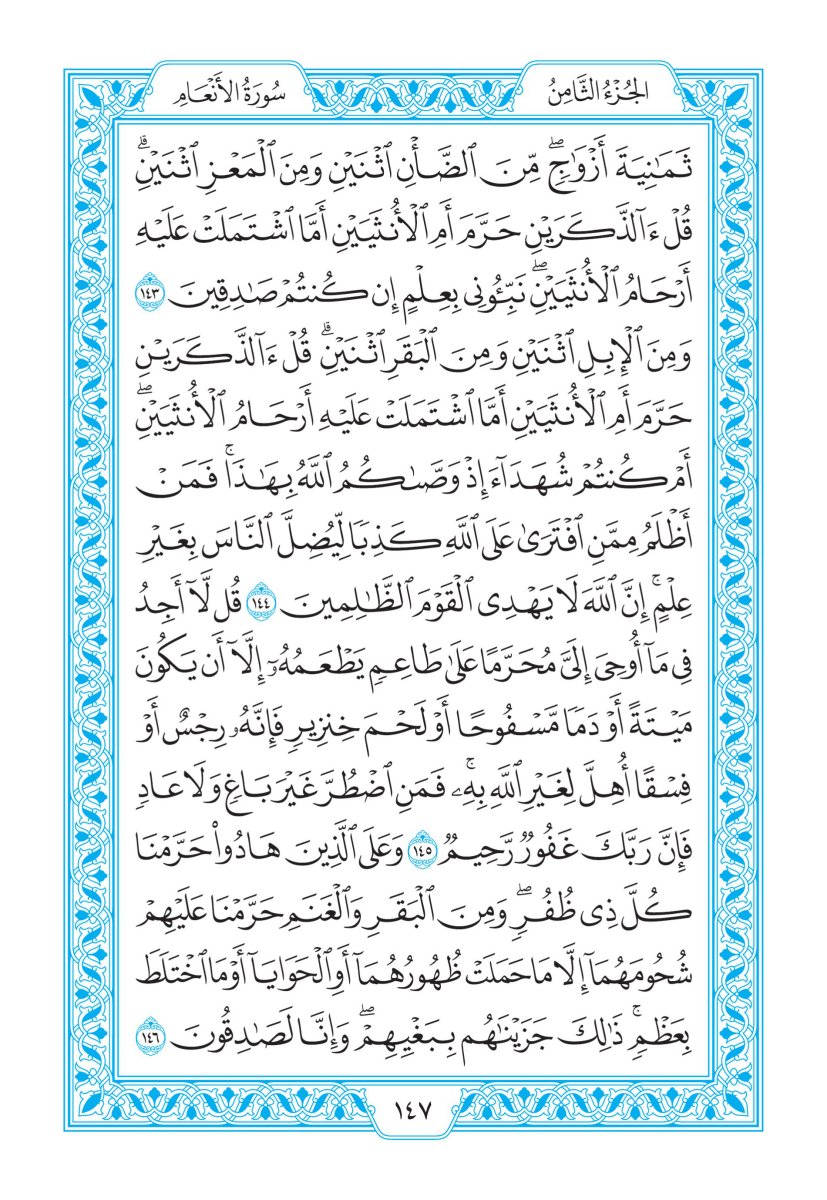 الجُزْءُ الثَّامِنُ
سُورَةُ الأَنْعَامِ
ثَمَٰنِيَةَ أَزْوَٰجٖۖ مِّنَ ٱلضَّأْنِ ٱثْنَيْنِ وَمِنَ ٱلْمَعْزِ ٱثْنَيْنِۗ
قُلْ ءَآلذَّكَرَيْنِ حَرَّمَ أَمِ ٱلْأُنثَيَيْنِ أَمَّا ٱشْتَمَلَتْ عَلَيْهِ
أَرْحَامُ ٱلْأُنثَيَيْنِۖ نَبِّـُٔونِى بِعِلْمٍ إِن كُنتُمْ صَٰدِقِينَ ١٤٣
وَمِنَ ٱلْإِبِلِ ٱثْنَيْنِ وَمِنَ ٱلْبَقَرِ ٱثْنَيْنِۗ قُلْ ءَآلذَّكَرَيْنِ
حَرَّمَ أَمِ ٱلْأُنثَيَيْنِ أَمَّا ٱشْتَمَلَتْ عَلَيْهِ أَرْحَامُ ٱلْأُنثَيَيْنِۖ
أَمْ كُنتُمْ شُهَدَآءَ إِذْ وَصَّىٰكُمُ ٱللَّهُ بِهَٰذَاۚ فَمَنْ
أَظْلَمُ مِمَّنِ ٱفْتَرَىٰ عَلَى ٱللَّهِ كَذِبٗا لِّيُضِلَّ ٱلنَّاسَ بِغَيْرِ
عِلْمٍۚ إِنَّ ٱللَّهَ لَا يَهْدِى ٱلْقَوْمَ ٱلظَّٰلِمِينَ ١٤٤ قُل لَّآ أَجِدُ
فِى مَآ أُوحِىَ إِلَىَّ مُحَرَّمًا عَلَىٰ طَاعِمٖ يَطْعَمُهُۥٓ إِلَّآ أَن يَكُونَ
مَيْتَةً أَوْ دَمٗا مَّسْفُوحًا أَوْ لَحْمَ خِنزِيرٖ فَإِنَّهُۥ رِجْسٌ أَوْ
فِسْقًا أُهِلَّ لِغَيْرِ ٱللَّهِ بِهِۦۚ فَمَنِ ٱضْطُرَّ غَيْرَ بَاغٖ وَلَا عَادٖ
فَإِنَّ رَبَّكَ غَفُورٞ رَّحِيمٞ ١٤٥ وَعَلَى ٱلَّذِينَ هَادُوا۟ حَرَّمْنَا
كُلَّ ذِى ظُفُرٖۖ وَمِنَ ٱلْبَقَرِ وَٱلْغَنَمِ حَرَّمْنَا عَلَيْهِمْ
شُحُومَهُمَآ إِلَّا مَا حَمَلَتْ ظُهُورُهُمَآ أَوِ ٱلْحَوَايَآ أَوْ مَا ٱخْتَلَطَ
بِعَظْمٖۚ ذَٰلِكَ جَزَيْنَٰهُم بِبَغْيِهِمْۖ وَإِنَّا لَصَٰدِقُونَ ١٤٦
١٤٧